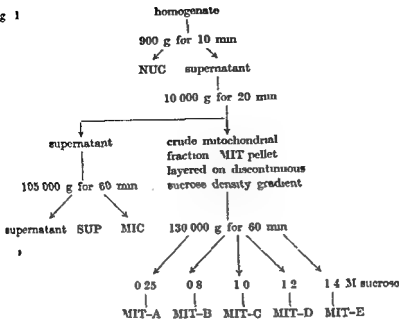 g 1
homogenate
900 g for 10 min
NUC supernatant
10 000 g for 20 min
supernatant
crude mitochondrial
fraction MIT pellet
layered on discontinuous
sucrose density gradient
105 000 g for 60 min
supernatant SUP MIC
130 000 g for 60 min
0 25 0 8 1 0 1 2 1 4 M sucrose
MIT-A MIT-B MIT-C MIT-D MIT-E